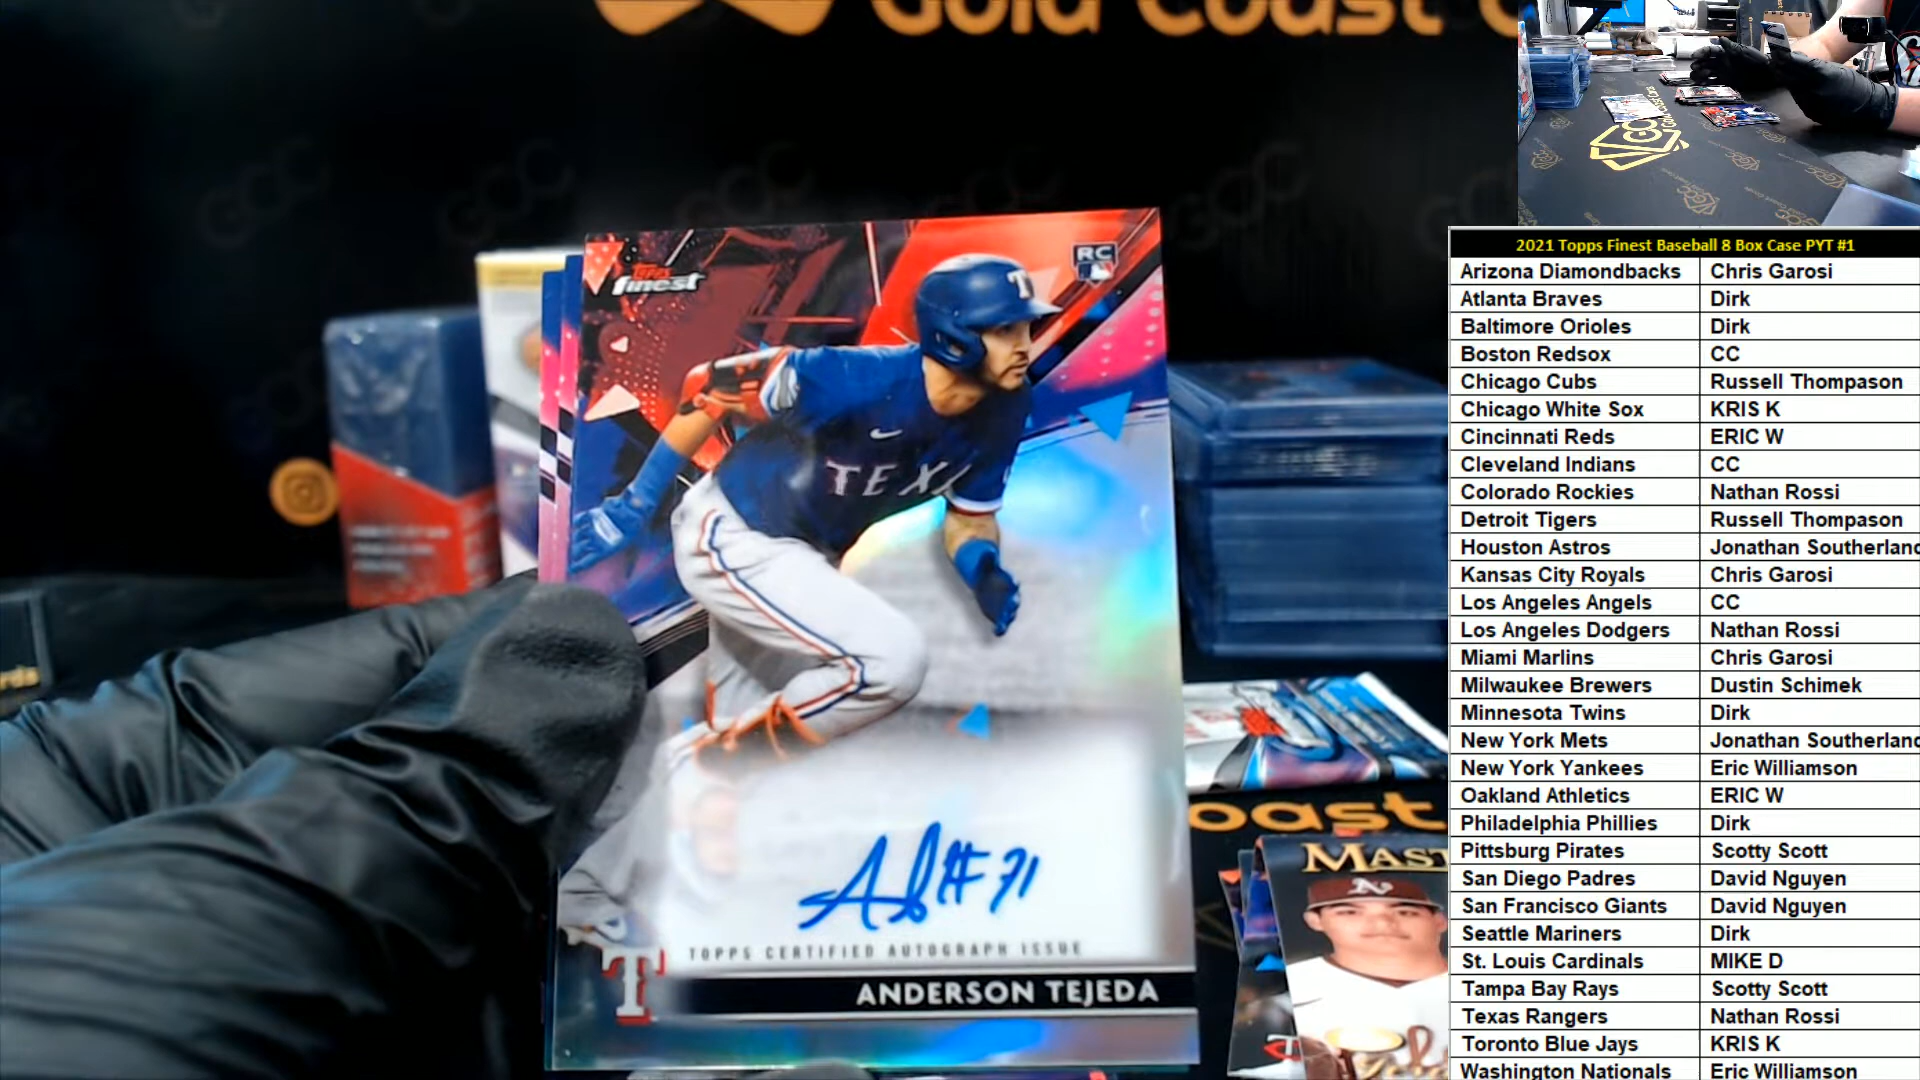 Gold Coast C
TOPPS
finest
RC
T
TEXA
A #71
TOPPS CERTIFIED AUTOGRAPH ISSUE
T
ANDERSON TEJEDA
oast
MAST
rds
GCC
2021 Topps Finest Baseball 8 Box Case PYT #1
Arizona Diamondbacks Chris Garosi
Atlanta Braves Dirk
Baltimore Orioles Dirk
Boston Redsox CC
Chicago Cubs Russell Thompason
Chicago White Sox KRIS K
Cincinnati Reds ERIC W
Cleveland Indians CC
Colorado Rockies Nathan Rossi
Detroit Tigers Russell Thompason
Houston Astros Jonathan Southerland
Kansas City Royals Chris Garosi
Los Angeles Angels CC
Los Angeles Dodgers Nathan Rossi
Miami Marlins Chris Garosi
Milwaukee Brewers Dustin Schimek
Minnesota Twins Dirk
New York Mets Jonathan Southerland
New York Yankees Eric Williamson
Oakland Athletics ERIC W
Philadelphia Phillies Dirk
Pittsburg Pirates Scotty Scott
San Diego Padres David Nguyen
San Francisco Giants David Nguyen
Seattle Mariners Dirk
St. Louis Cardinals MIKE D
Tampa Bay Rays Scotty Scott
Texas Rangers Nathan Rossi
Toronto Blue Jays KRIS K
Washington Nationals Eric Williamson